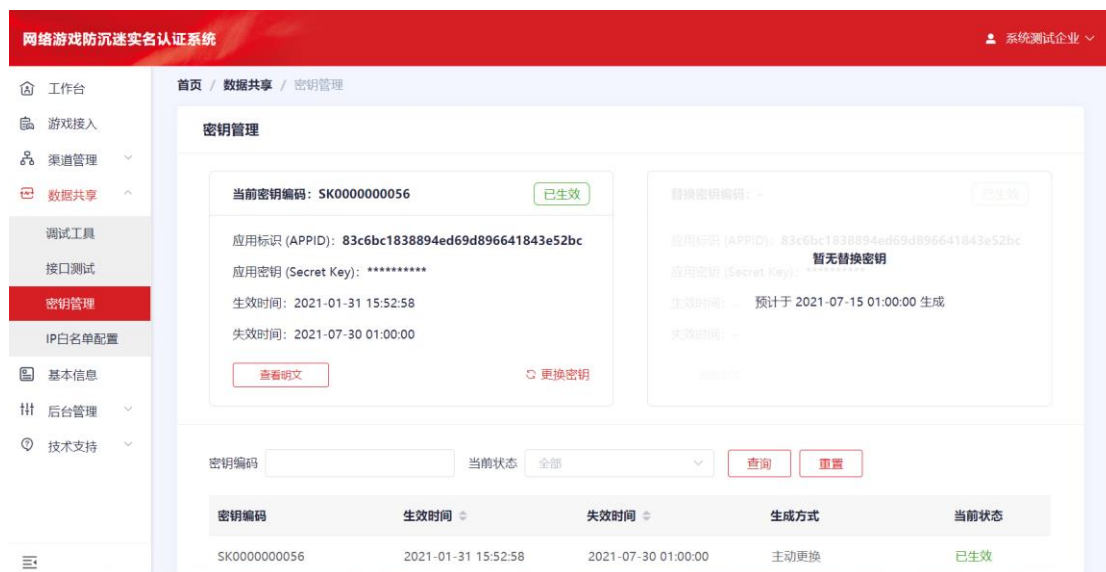 网络游戏防沉迷实名认证系统
系统测试企业
工作台
游戏接入
渠道管理
数据共享
调试工具
接口测试
密钥管理
IP白名单配置
基本信息
后台管理
技术支持
首页 / 数据共享 / 密钥管理
密钥管理
当前密钥编码：SK0000000056
已生效
应用标识 (APPID)：83c6bc1838894ed69d896641843e52bc
应用密钥 (Secret Key)：**********
生效时间：2021-01-31 15:52:58
失效时间：2021-07-30 01:00:00
查看明文
更换密钥
替换密钥编码：-
已生效
应用标识 (APPID)：83c6bc1838894ed69d896641843e52bc
暂无替换密钥
应用密钥 (Secret Key)：**********
生效时间：-
预计于 2021-07-15 01:00:00 生成
失效时间：-
密钥编码
当前状态 全部
查询 重置
密钥编码 生效时间 失效时间 生成方式 当前状态
SK0000000056 2021-01-31 15:52:58 2021-07-30 01:00:00 主动更换 已生效